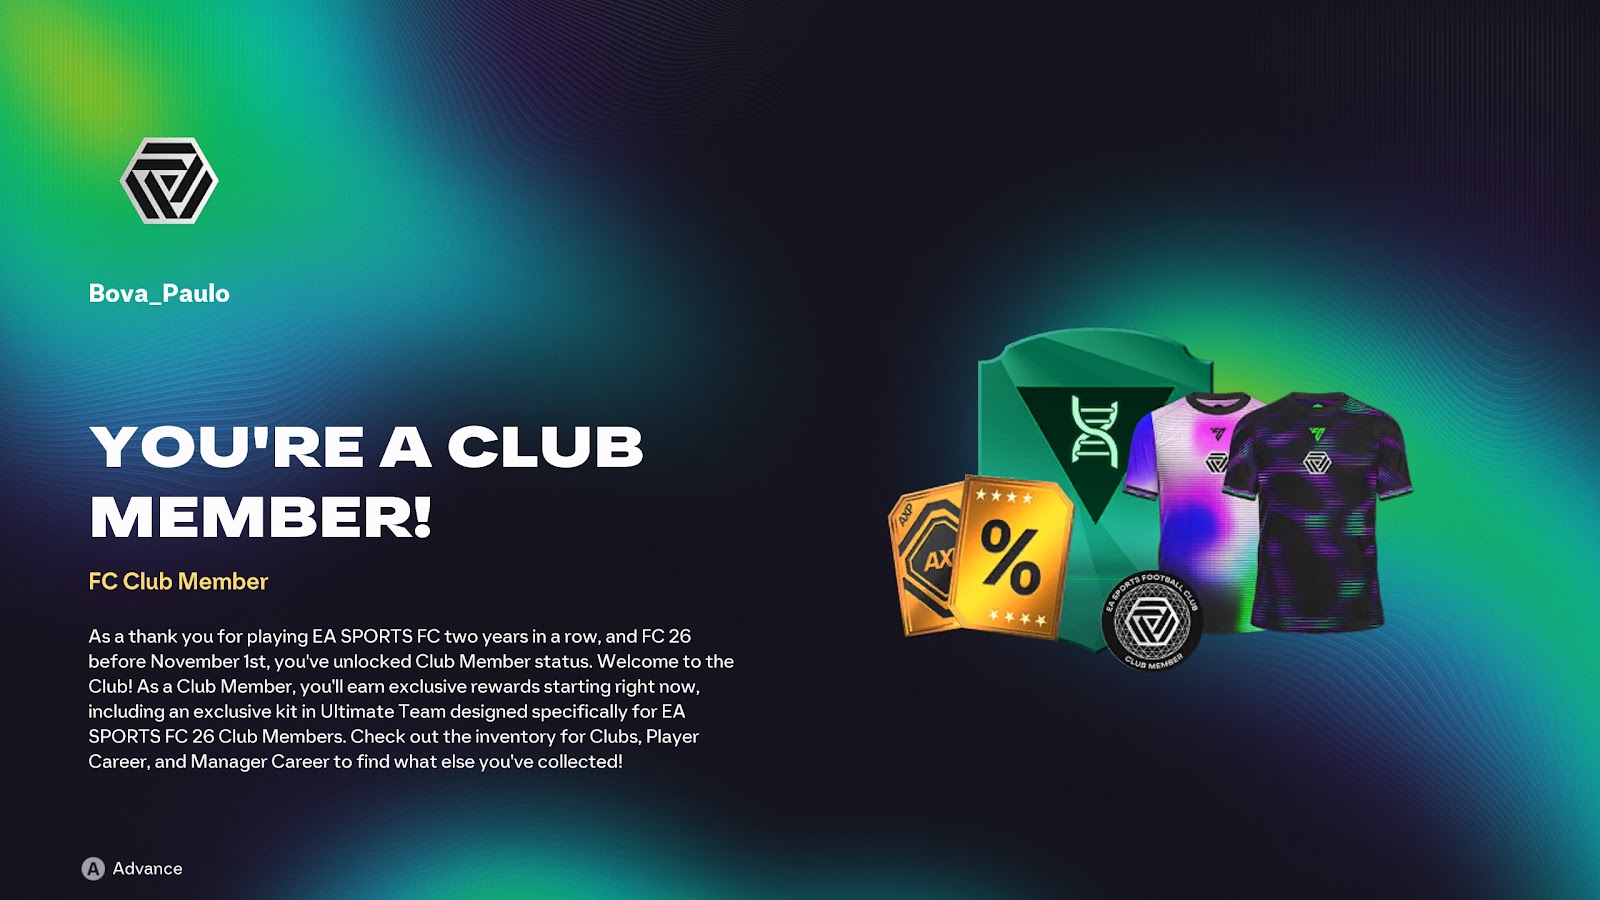 Bova_Paulo
YOU'RE A CLUB
MEMBER!
FC Club Member
As a thank you for playing EA SPORTS FC two years in a row, and FC 26
before November 1st, you've unlocked Club Member status. Welcome to the
Club! As a Club Member, you'll earn exclusive rewards starting right now,
including an exclusive kit in Ultimate Team designed specifically for EA
SPORTS FC 26 Club Members. Check out the inventory for Clubs, Player
Career, and Manager Career to find what else you've collected!
AXP
AX
%
EA SPORTS FOOTBALL CLUB
CLUB MEMBER
A Advance